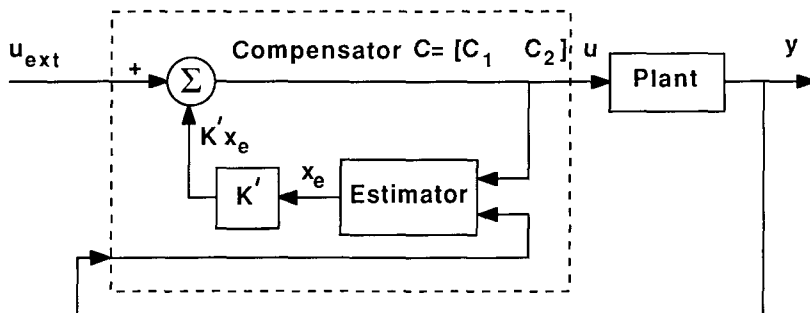 u_ext
+
Σ
Compensator C= [C_1 C_2]
u
Plant
y
K'x_e
K'
x_e
Estimator